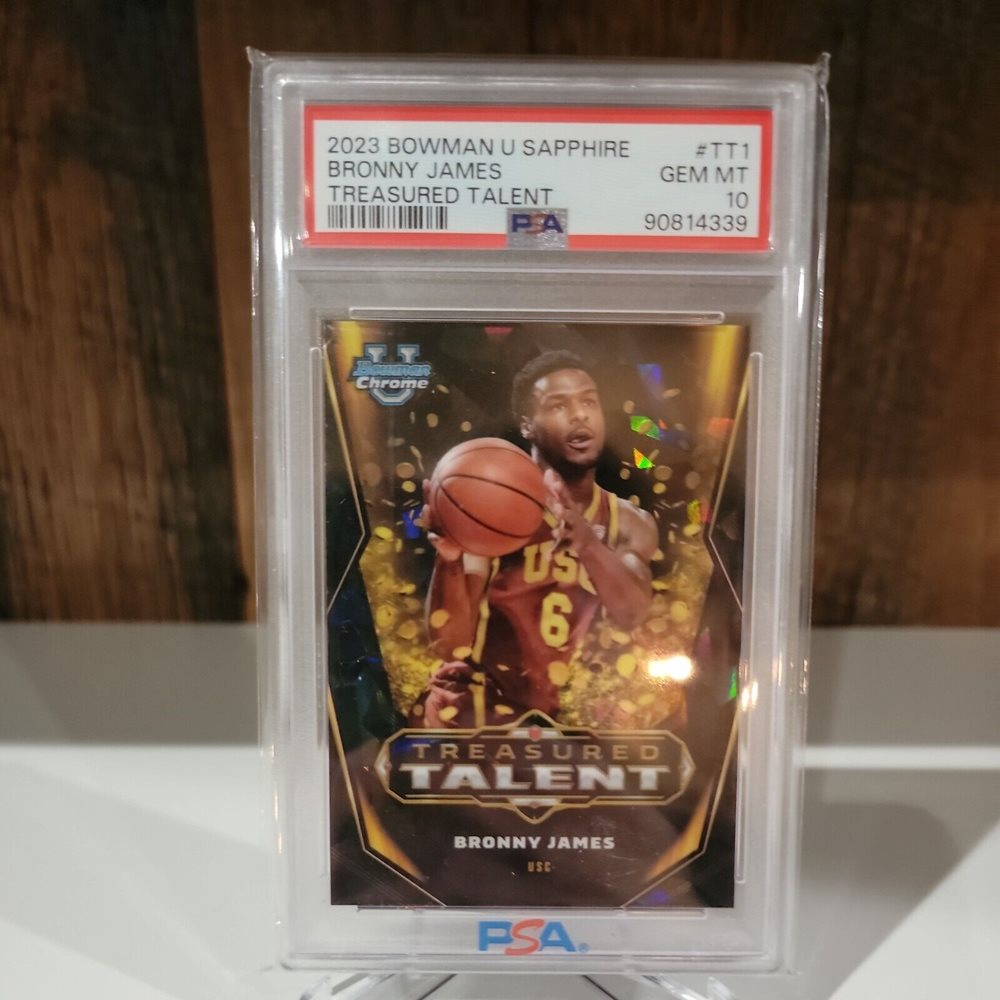 2023 BOWMAN U SAPPHIRE #TT1
BRONNY JAMES GEM MT
TREASURED TALENT 10
PSA 90814339
U
Bowman
Chrome
USC
6
TREASURED
TALENT
BRONNY JAMES
USC
PSA